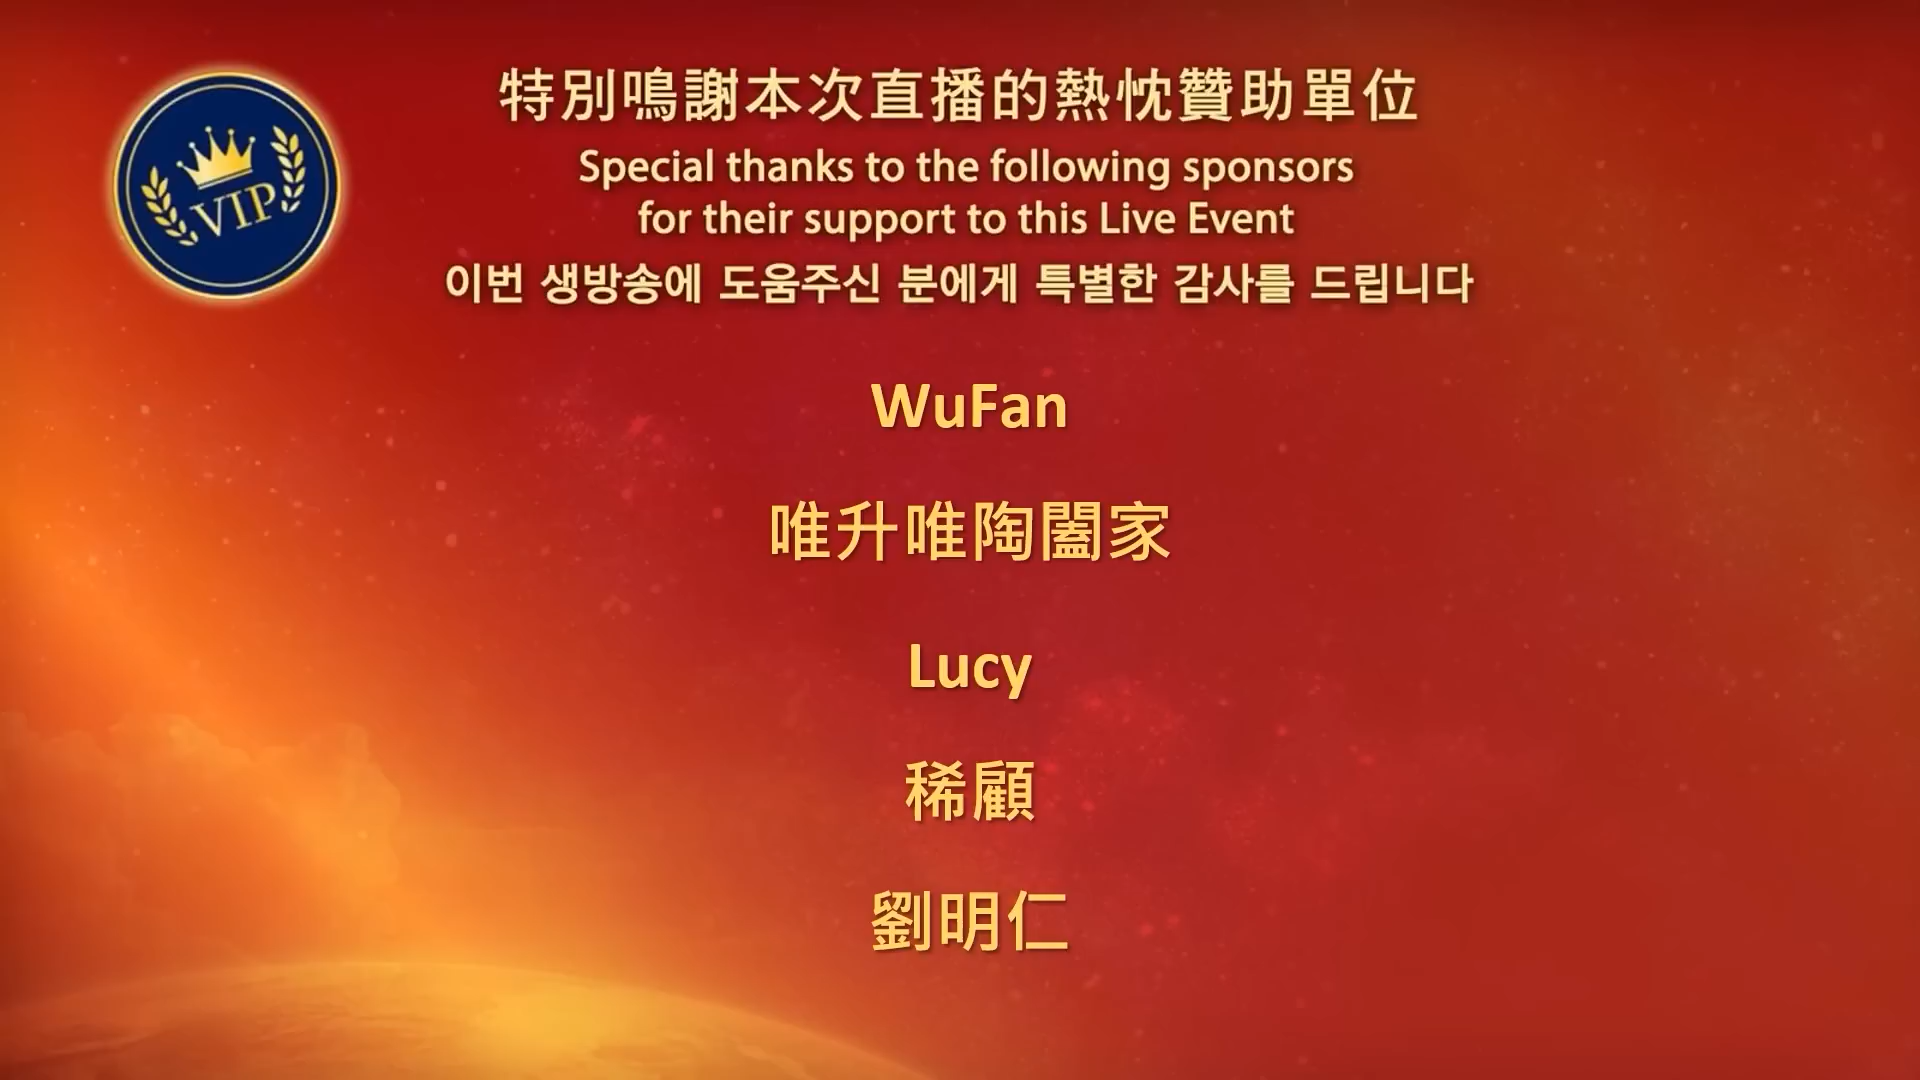 VIP
特別鳴謝本次直播的熱忱贊助單位
Special thanks to the following sponsors
for their support to this Live Event
이번 생방송에 도움주신 분에게 특별한 감사를 드립니다
WuFan
唯升唯陶闔家
Lucy
稀顧
劉明仁